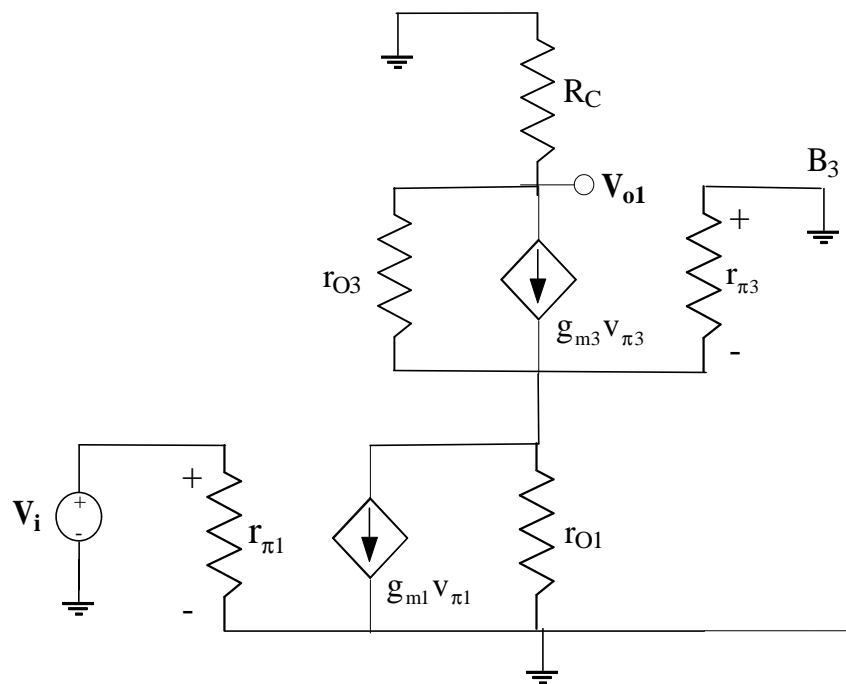 R_C
B_3
V_o1
+
r_O3
r_π3
g_m3 v_π3
-
+
V_i
+
-
r_π1
r_O1
g_m1 v_π1
-